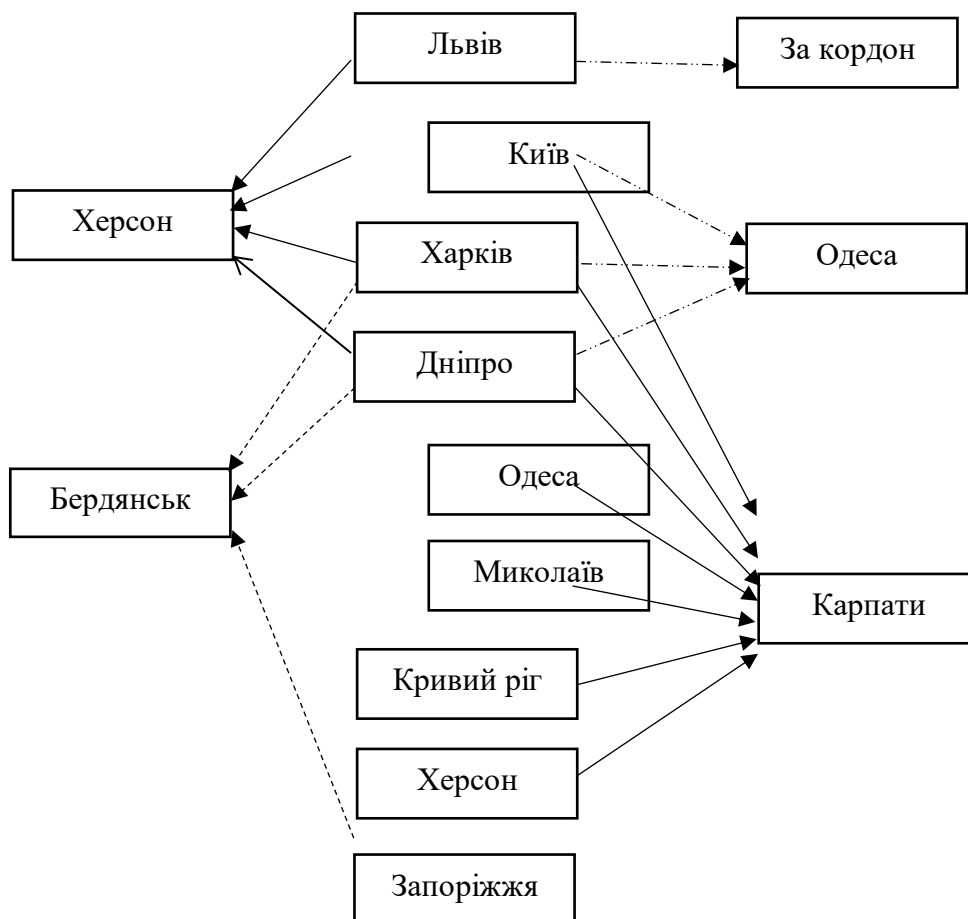 Львів
За кордон
Київ
Херсон
Харків
Одеса
Дніпро
Одеса
Бердянськ
Миколаїв
Карпати
Кривий ріг
Херсон
Запоріжжя